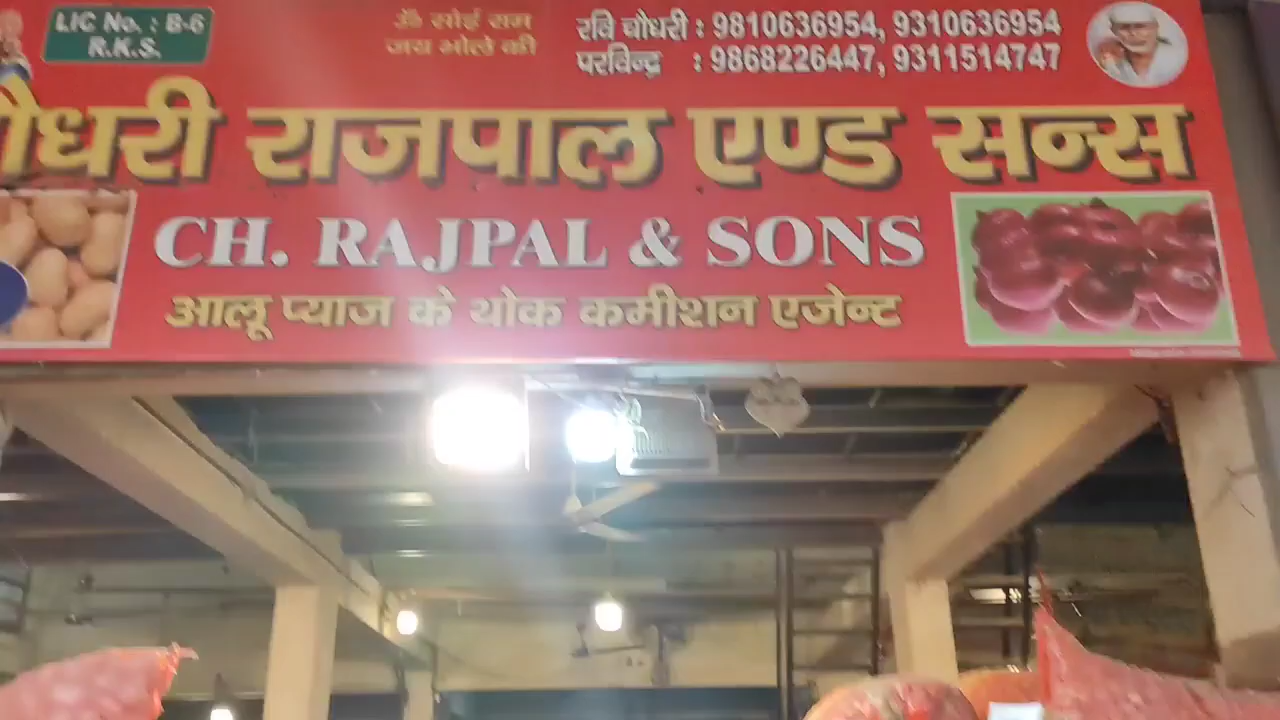 LIC No. : B-6
R.K.S.
ॐ सांई राम
जय भोले की
रवि चौधरी : 9810636954, 9310636954
परविन्द्र : 9868226447, 9311514747
चौधरी राजपाल एण्ड सन्स
CH. RAJPAL & SONS
आलू प्याज के थोक कमीशन एजेन्ट